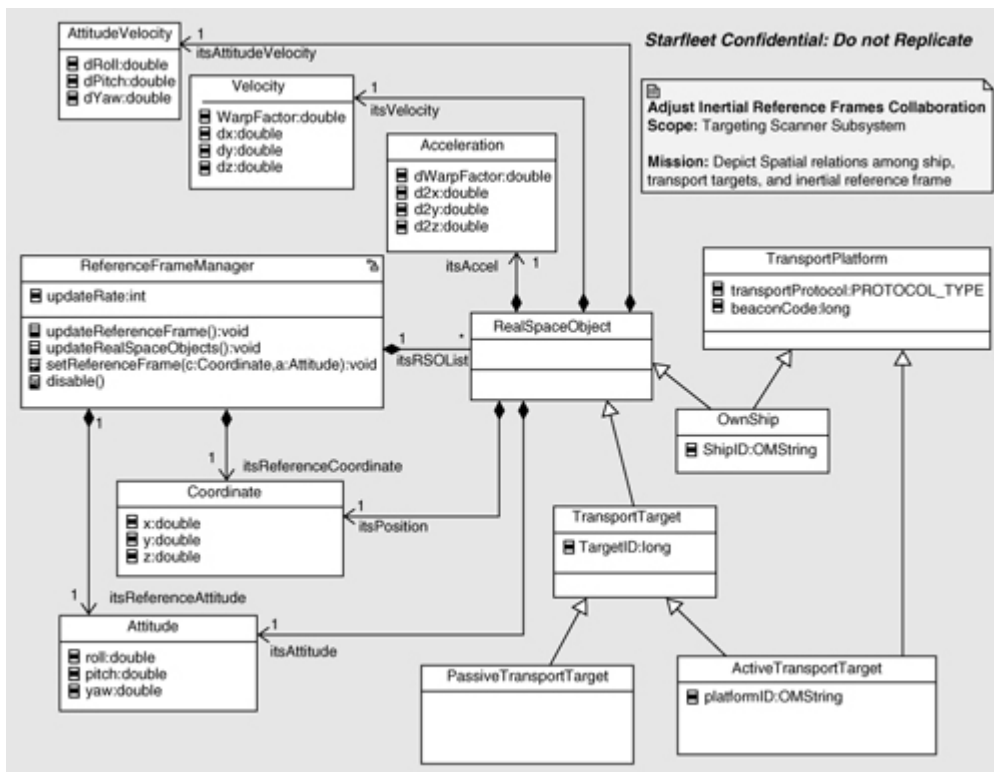 AttitudeVelocity
dRoll:double
dPitch:double
dYaw:double
1
itsAttitudeVelocity
Starfleet Confidential: Do not Replicate
Velocity
WarpFactor:double
dx:double
dy:double
dz:double
1
itsVelocity
Adjust Inertial Reference Frames Collaboration
Scope: Targeting Scanner Subsystem
Mission: Depict Spatial relations among ship,
transport targets, and inertial reference frame
Acceleration
dWarpFactor:double
d2x:double
d2y:double
d2z:double
itsAccel
1
ReferenceFrameManager
updateRate:int
updateReferenceFrame():void
updateRealSpaceObjects():void
setReferenceFrame(c:Coordinate,a:Attitude):void
disable()
1
*
itsRSOList
RealSpaceObject
TransportPlatform
transportProtocol:PROTOCOL_TYPE
beaconCode:long
OwnShip
ShipID:OMString
1
1
itsReferenceCoordinate
Coordinate
x:double
y:double
z:double
1
itsPosition
TransportTarget
TargetID:long
1
itsReferenceAttitude
Attitude
roll:double
pitch:double
yaw:double
1
itsAttitude
PassiveTransportTarget
ActiveTransportTarget
platformID:OMString